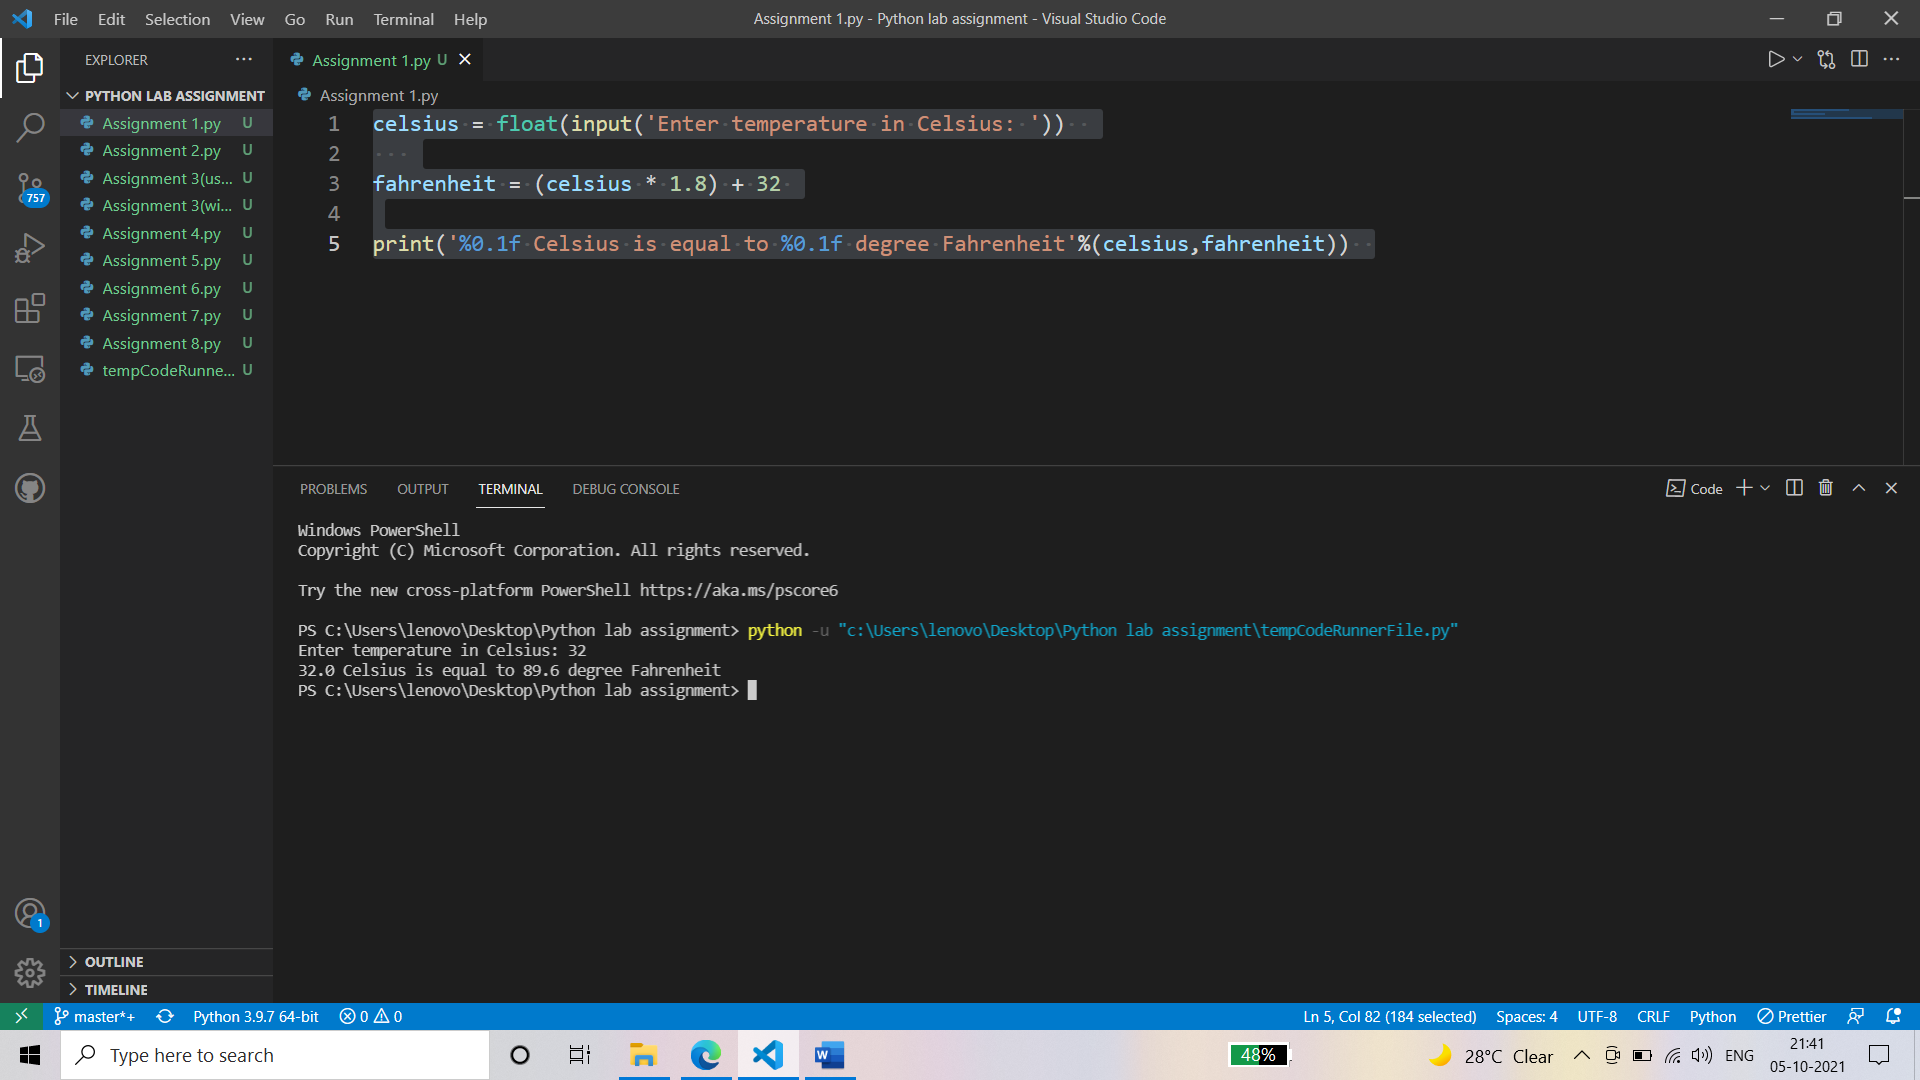 File Edit Selection View Go Run Terminal Help
Assignment 1.py - Python lab assignment - Visual Studio Code
EXPLORER
PYTHON LAB ASSIGNMENT
Assignment 1.py U
Assignment 2.py U
Assignment 3(us... U
Assignment 3(wi... U
Assignment 4.py U
Assignment 5.py U
Assignment 6.py U
Assignment 7.py U
Assignment 8.py U
tempCodeRunne... U
757
1
OUTLINE
TIMELINE
Assignment 1.py U
Assignment 1.py
1 celsius = float(input('Enter temperature in Celsius: '))
2
3 fahrenheit = (celsius * 1.8) + 32
4
5 print('%0.1f Celsius is equal to %0.1f degree Fahrenheit'%(celsius,fahrenheit))
PROBLEMS OUTPUT TERMINAL DEBUG CONSOLE
Code
Windows PowerShell
Copyright (C) Microsoft Corporation. All rights reserved.
Try the new cross-platform PowerShell https://aka.ms/pscore6
PS C:\Users\lenovo\Desktop\Python lab assignment> python -u "c:\Users\lenovo\Desktop\Python lab assignment\tempCodeRunnerFile.py"
Enter temperature in Celsius: 32
32.0 Celsius is equal to 89.6 degree Fahrenheit
PS C:\Users\lenovo\Desktop\Python lab assignment>
master*+ Python 3.9.7 64-bit 0 0
Ln 5, Col 82 (184 selected) Spaces: 4 UTF-8 CRLF Python Prettier
Type here to search
48%
28°C Clear
ENG
21:41
05-10-2021